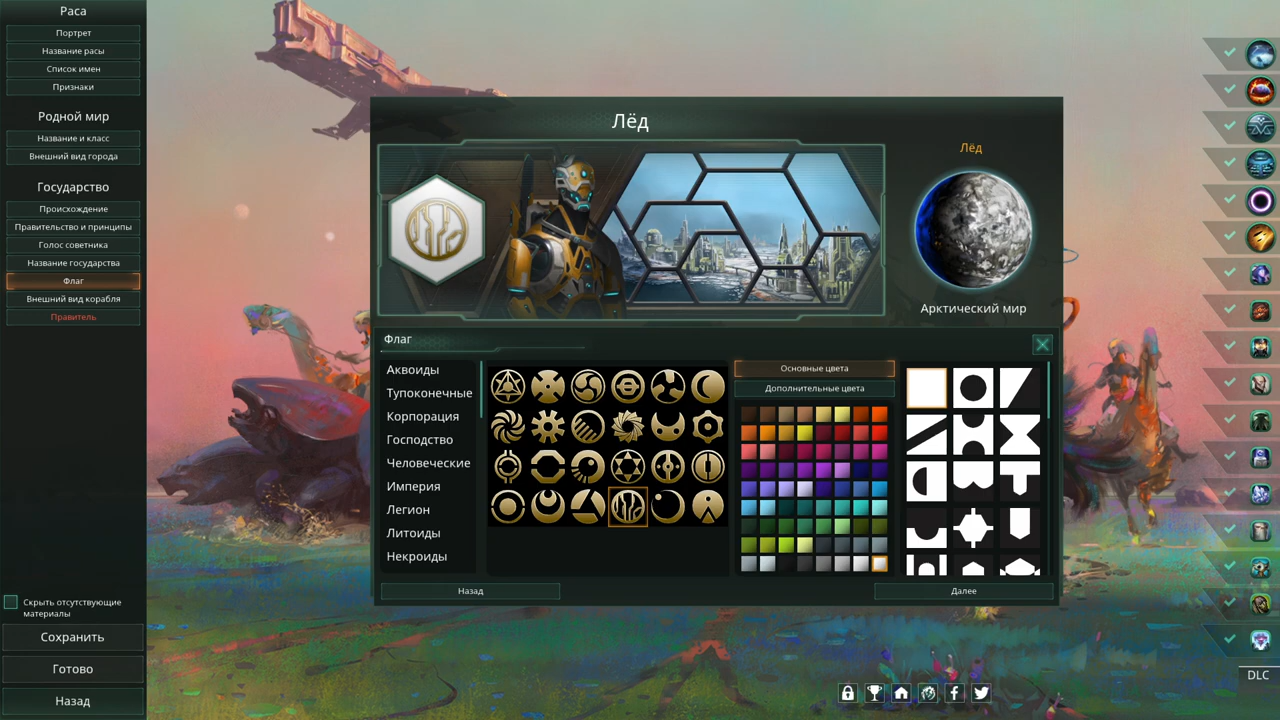 Раса
Портрет
Название расы
Список имен
Признаки
Родной мир
Название и класс
Внешний вид города
Государство
Происхождение
Правительство и принципы
Голос советника
Название государства
Флаг
Внешний вид корабля
Правитель
Скрыть отсутствующие
материалы
Сохранить
Готово
Назад
Лёд
Лёд
Арктический мир
Флаг
Аквоиды
Тупоконечные
Корпорация
Господство
Человеческие
Империя
Легион
Литоиды
Некроиды
Основные цвета
Дополнительные цвета
Назад
Далее
DLC